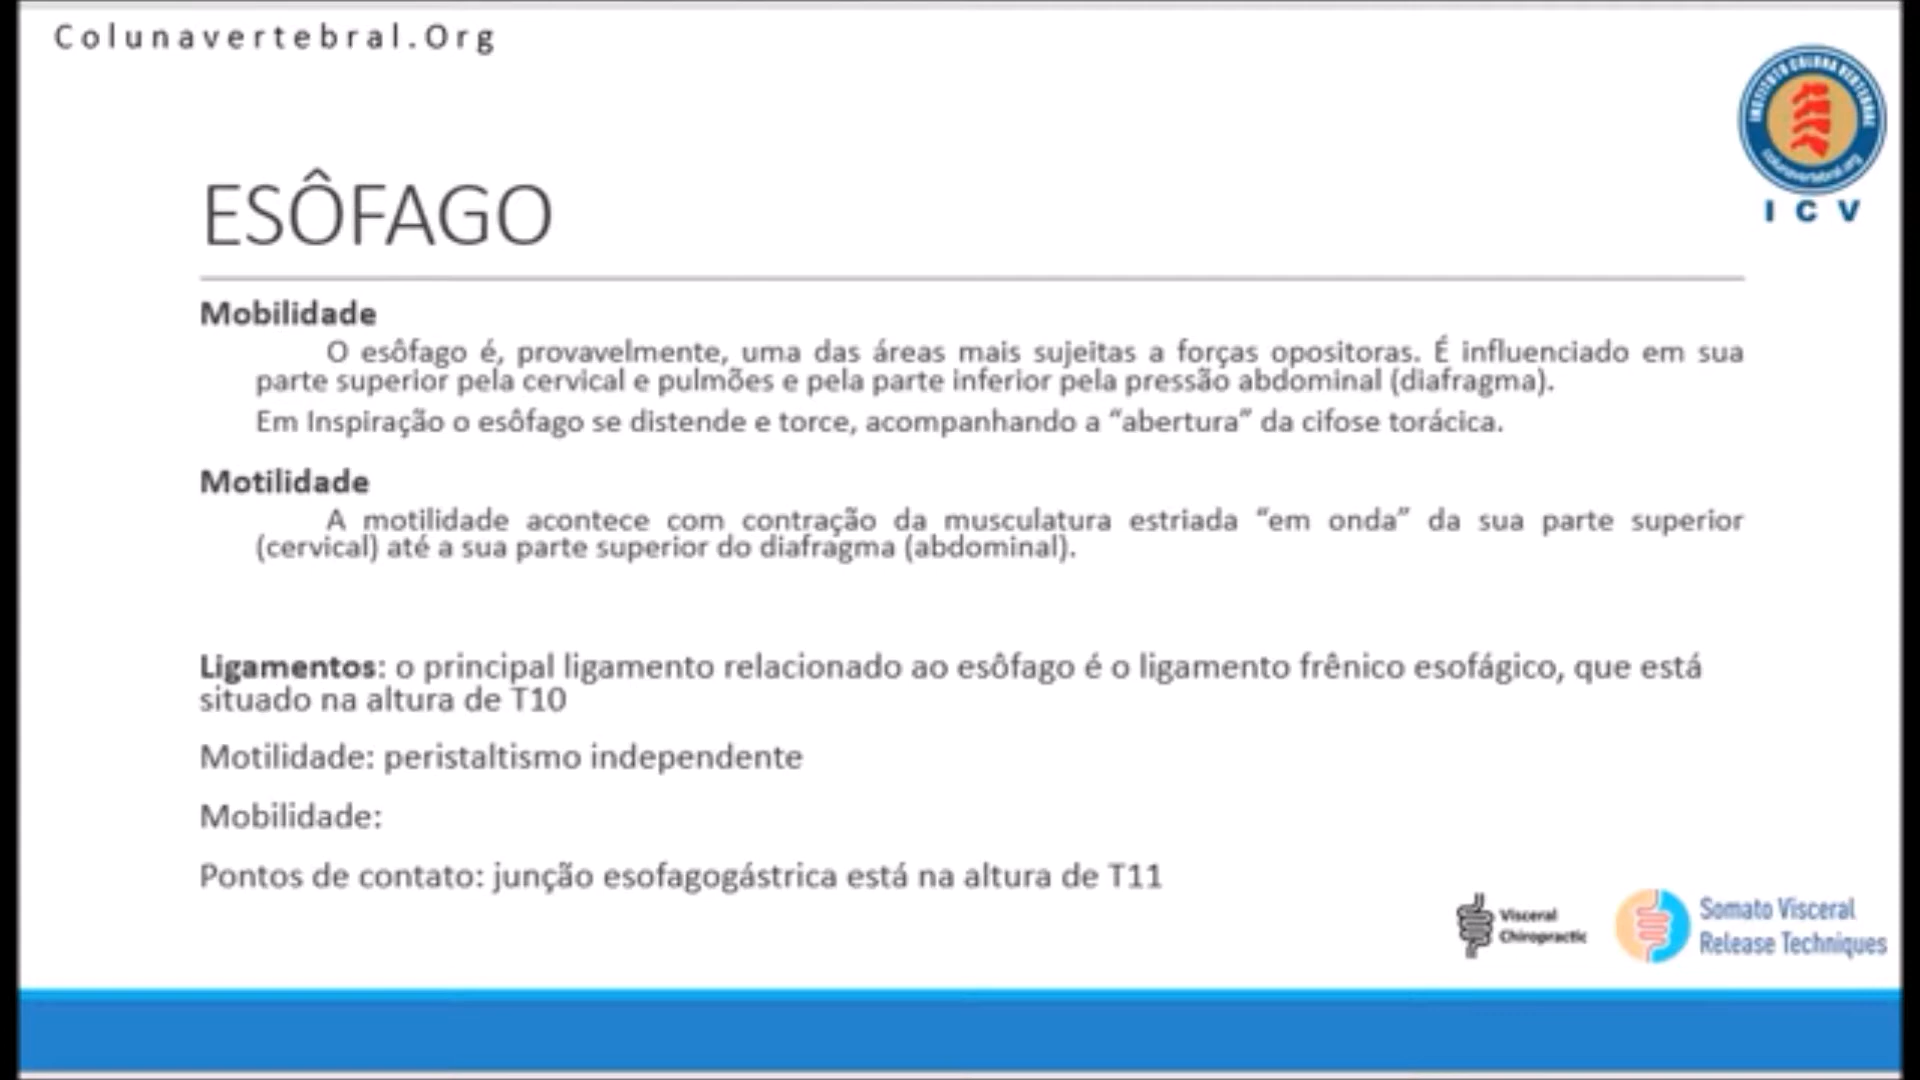 Colunavertebral.Org
INSTITUTO COLUNA VERTEBRAL
colunavertebral.org
I C V
ESÔFAGO
Mobilidade
O esôfago é, provavelmente, uma das áreas mais sujeitas a forças opositoras. É influenciado em sua
parte superior pela cervical e pulmões e pela parte inferior pela pressão abdominal (diafragma).
Em Inspiração o esôfago se distende e torce, acompanhando a “abertura” da cifose torácica.
Motilidade
A motilidade acontece com contração da musculatura estriada “em onda” da sua parte superior
(cervical) até a sua parte superior do diafragma (abdominal).
Ligamentos: o principal ligamento relacionado ao esôfago é o ligamento frênico esofágico, que está
situado na altura de T10
Motilidade: peristaltismo independente
Mobilidade:
Pontos de contato: junção esofagogástrica está na altura de T11
Visceral
Chiropractic
Somato Visceral
Release Techniques